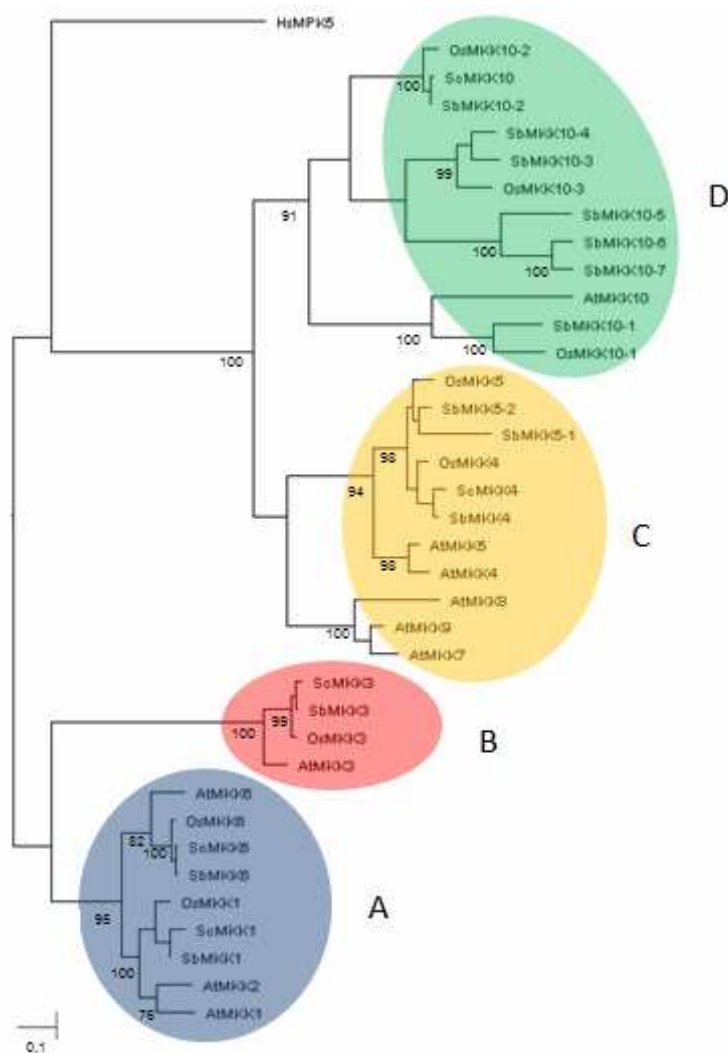 HsMPK5
OsMKK10-2
100
ScMKK10
SbMKK10-2
SbMKK10-4
SbMKK10-3
99
OsMKK10-3
D
SbMKK10-5
91
SbMKK10-6
100
SbMKK10-7
100
AtMKK10
SbMKK10-1
100
OsMKK10-1
100
100
OsMKK5
SbMKK5-2
SbMKK5-1
98
OsMKK4
94
ScMKK4
SbMKK4
C
AtMKK5
98
AtMKK4
AtMKK8
AtMKK9
100
AtMKK7
ScMKK3
SbMKK3
99
OsMKK3
100
B
AtMKK3
AtMKK6
OsMKK6
82
100
ScMKK6
SbMKK6
OsMKK1
A
95
ScMKK1
SbMKK1
100
AtMKK2
76
AtMKK1
0.1